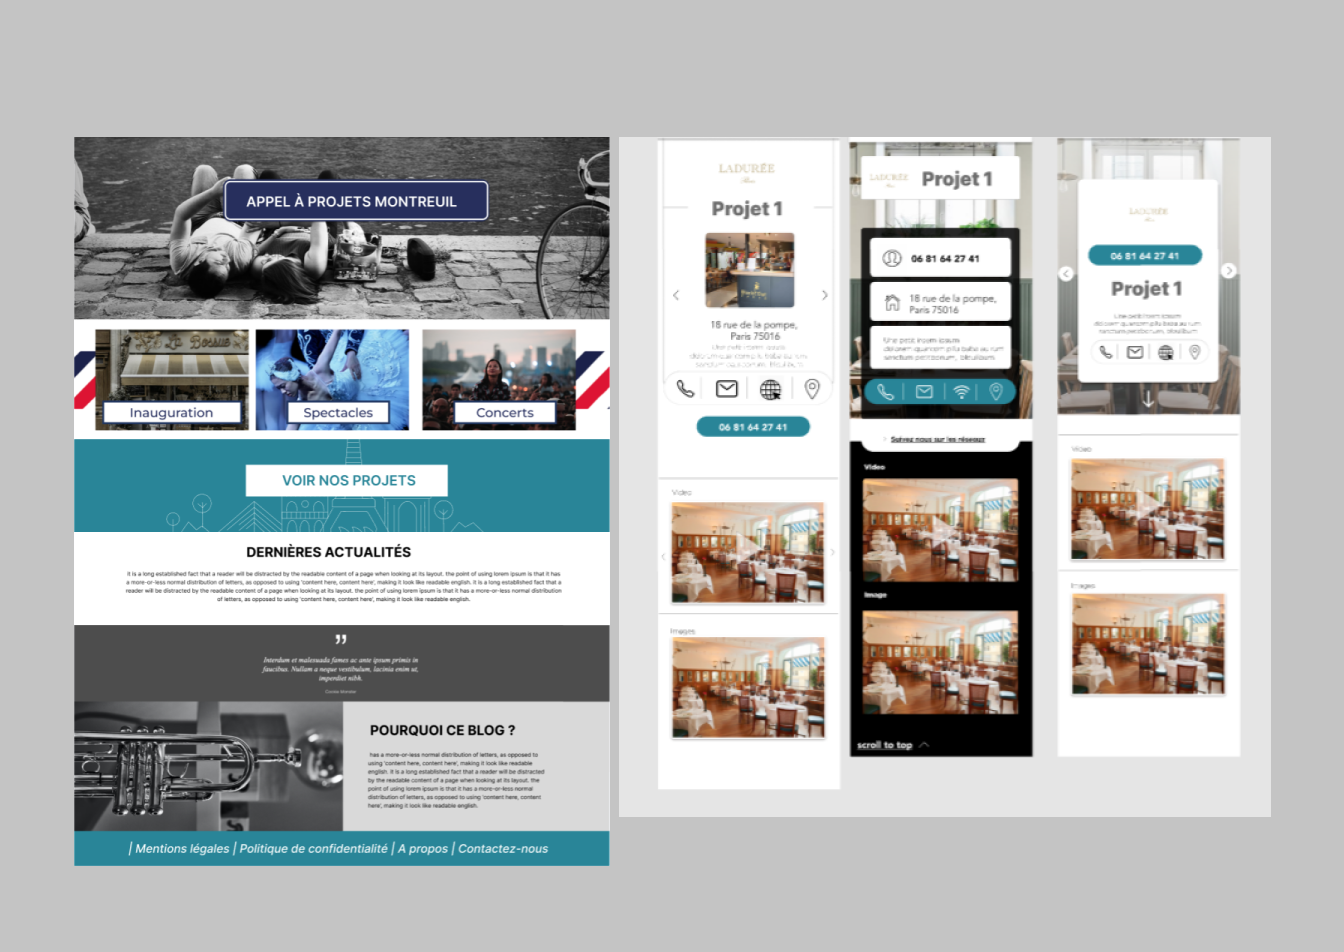 APPEL À PROJETS MONTREUIL
La Bossue
Inauguration
Spectacles
Concerts
VOIR NOS PROJETS
DERNIÈRES ACTUALITÉS
It is a long established fact that a reader will be distracted by the readable content of a page when looking at its layout. the point of using lorem ipsum is that it has
a more-or-less normal distribution of letters, as opposed to using 'content here, content here', making it look like readable english. it is a long established fact that a
reader will be distracted by the readable content of a page when looking at its layout. the point of using lorem ipsum is that it has a more-or-less normal distribution
of letters, as opposed to using 'content here, content here', making it look like readable english.
”
Interdum et malesuada fames ac ante ipsum primis in
faucibus. Nullam a neque vestibulum, lacinia enim ut,
imperdiet nibh.
POURQUOI CE BLOG ?
has a more-or-less normal distribution of letters, as opposed to
using 'content here, content here', making it look like readable
english. it is a long established fact that a reader will be distracted
by the readable content of a page when looking at its layout. the
point of using lorem ipsum is that it has a more-or-less normal
distribution of letters, as opposed to using 'content here, content
here', making it look like readable english.
| Mentions légales | Politique de confidentialité | A propos | Contactez-nous
LADURÉE
Paris
Projet 1
18 rue de la pompe,
Paris 75016
06 81 64 27 41
Video
Images
LADURÉE
Projet 1
06 81 64 27 41
18 rue de la pompe,
Paris 75016
Une petit lrorem ipsum
Suivez nous sur les réseaux
Video
Image
scroll to top
LADURÉE
06 81 64 27 41
Projet 1
Une petit lrorem ipsum
Video
Images